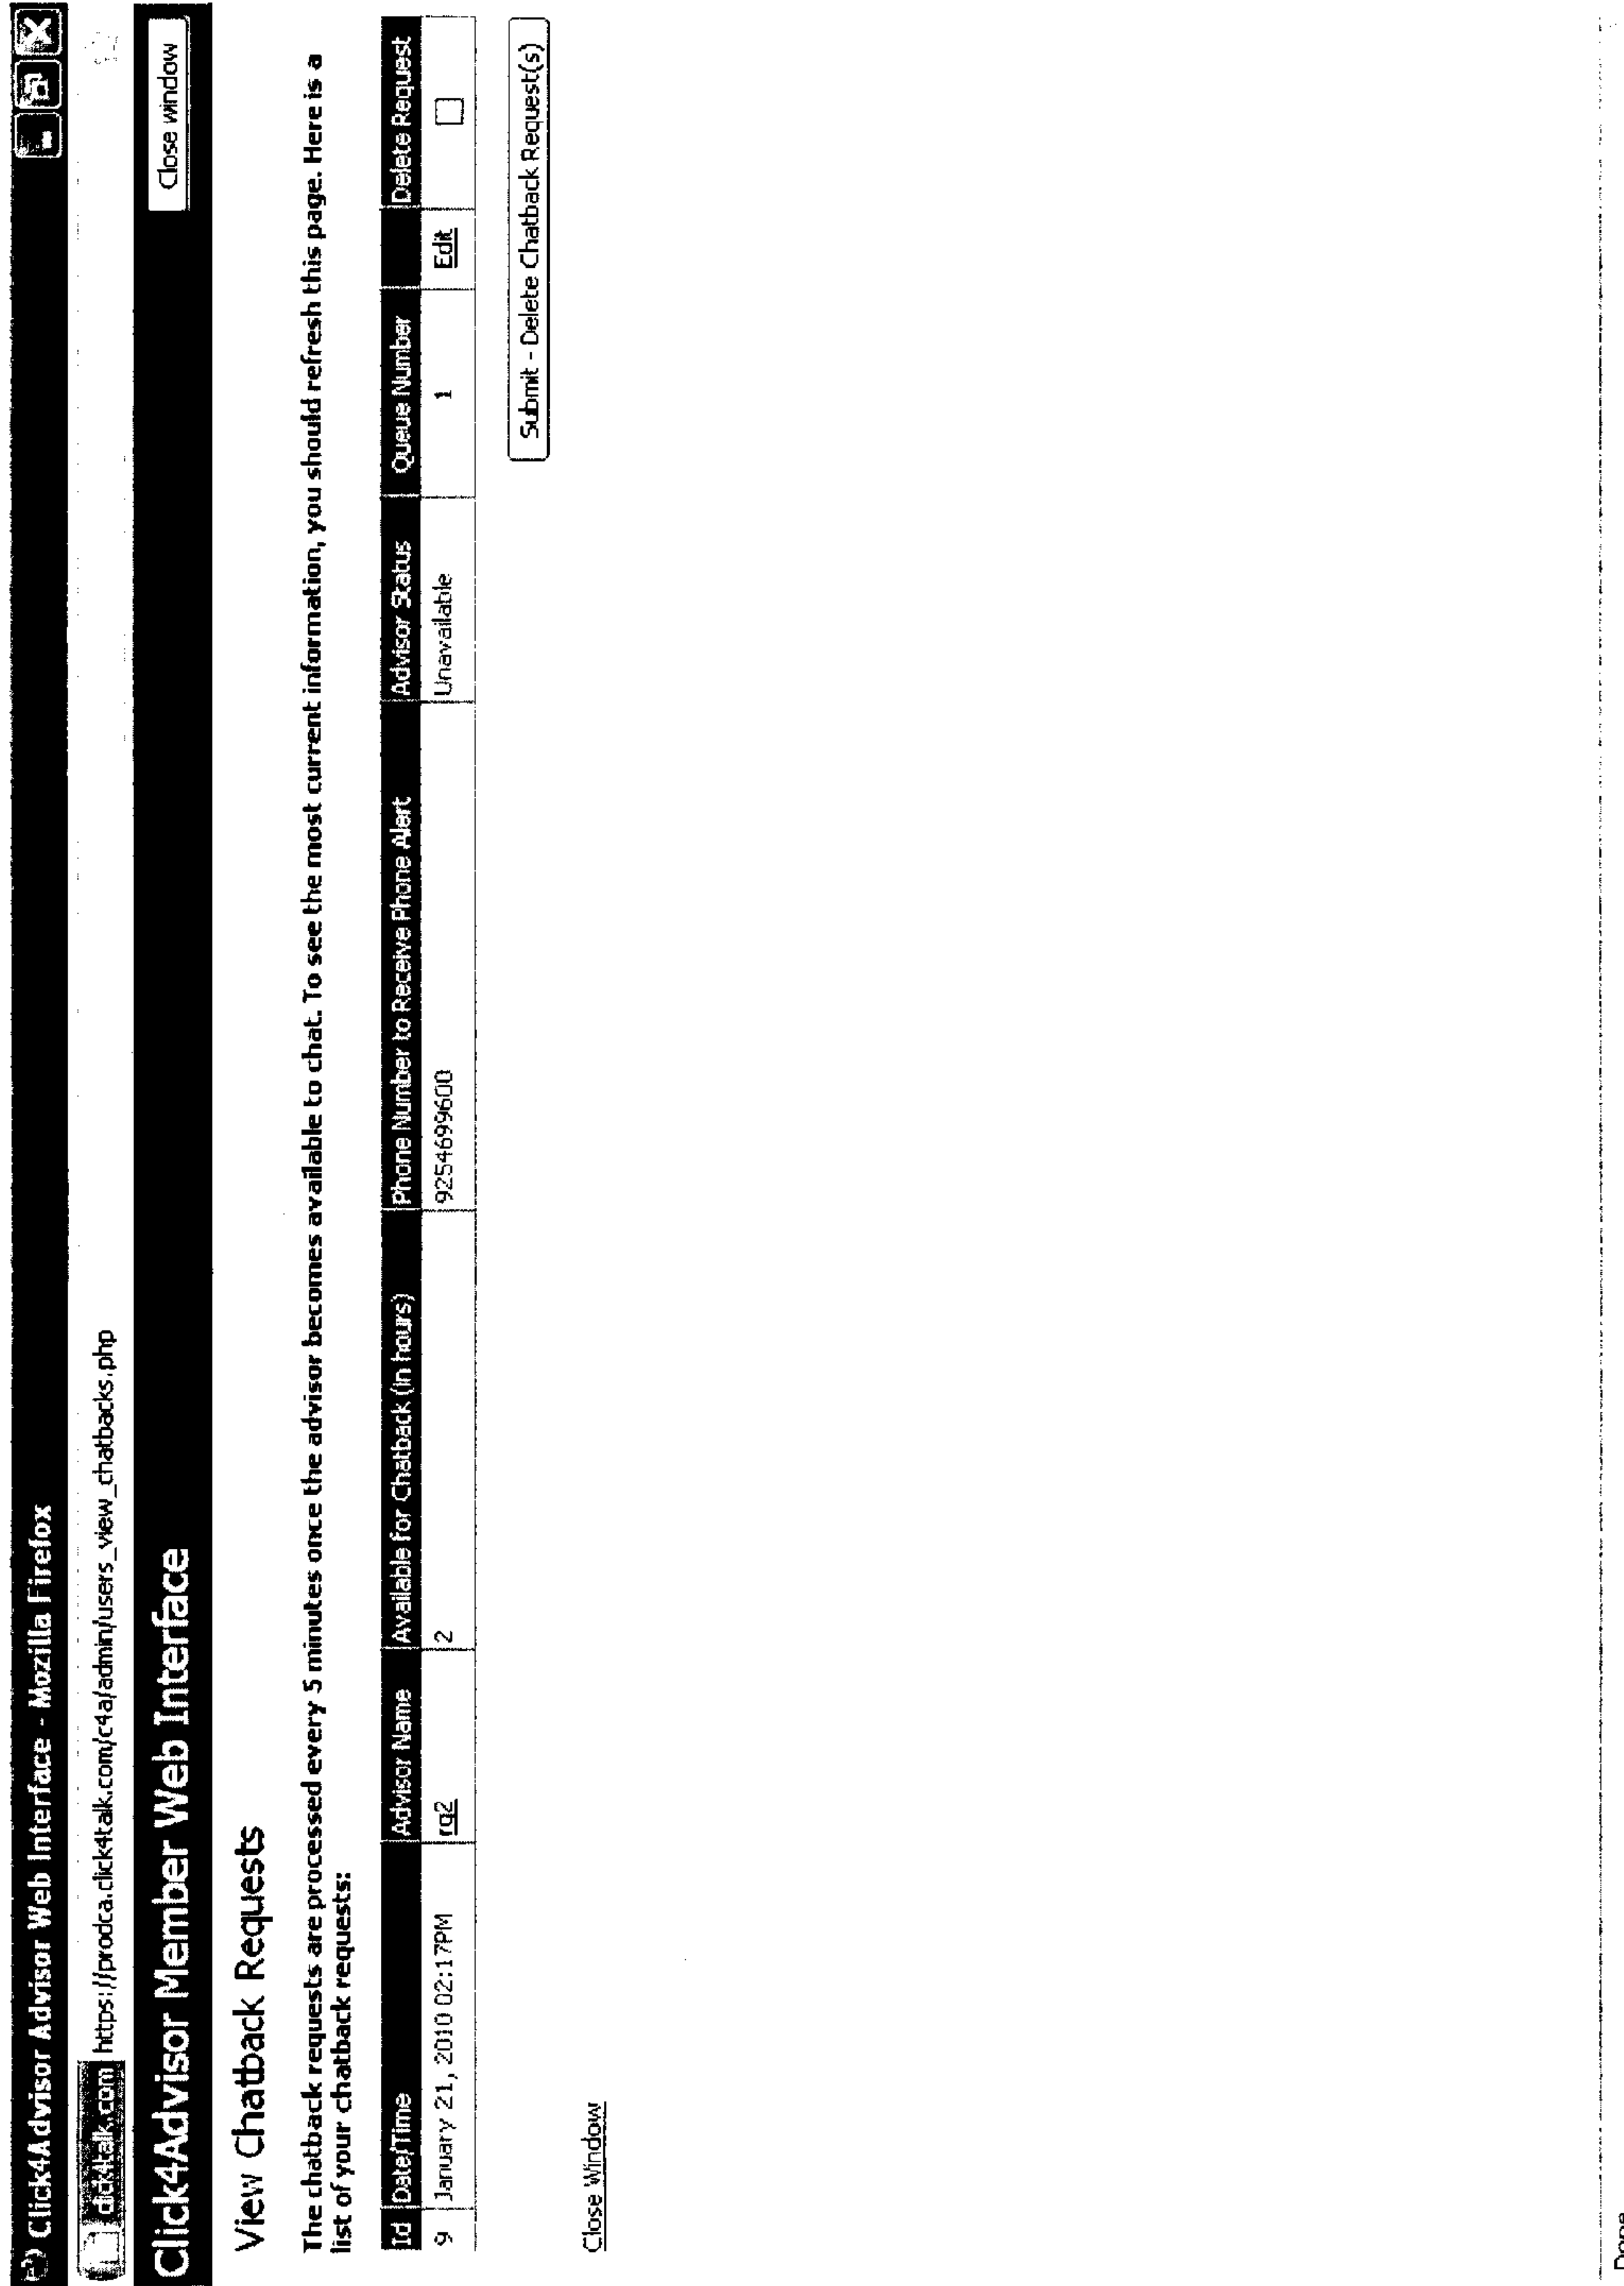 Click4Advisor Advisor Web Interface - Mozilla Firefox
click4talk.com https://prodca.click4talk.com/c4a/admin/users_view_chatbacks.php
Click4Advisor Member Web Interface Close window
View Chatback Requests
The chatback requests are processed every 5 minutes once the advisor becomes available to chat. To see the most current information, you should refresh this page. Here is a
list of your chatback requests:
Id Date/Time Advisor Name Available for Chatback (in hours) Phone Number to Receive Phone Alert Advisor Status Queue Number Delete Request
9 January 21, 2010 02:17PM rg2 2 9254699600 Unavailable 1 Edit
Submit - Delete Chatback Request(s)
Close Window
Done